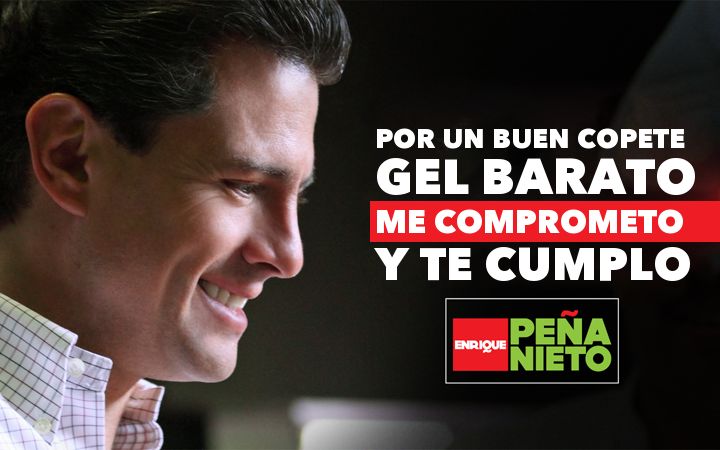 POR UN BUEN COPETE
GEL BARATO
ME COMPROMETO
Y TE CUMPLO
ENRIQUE
PEÑA
NIETO